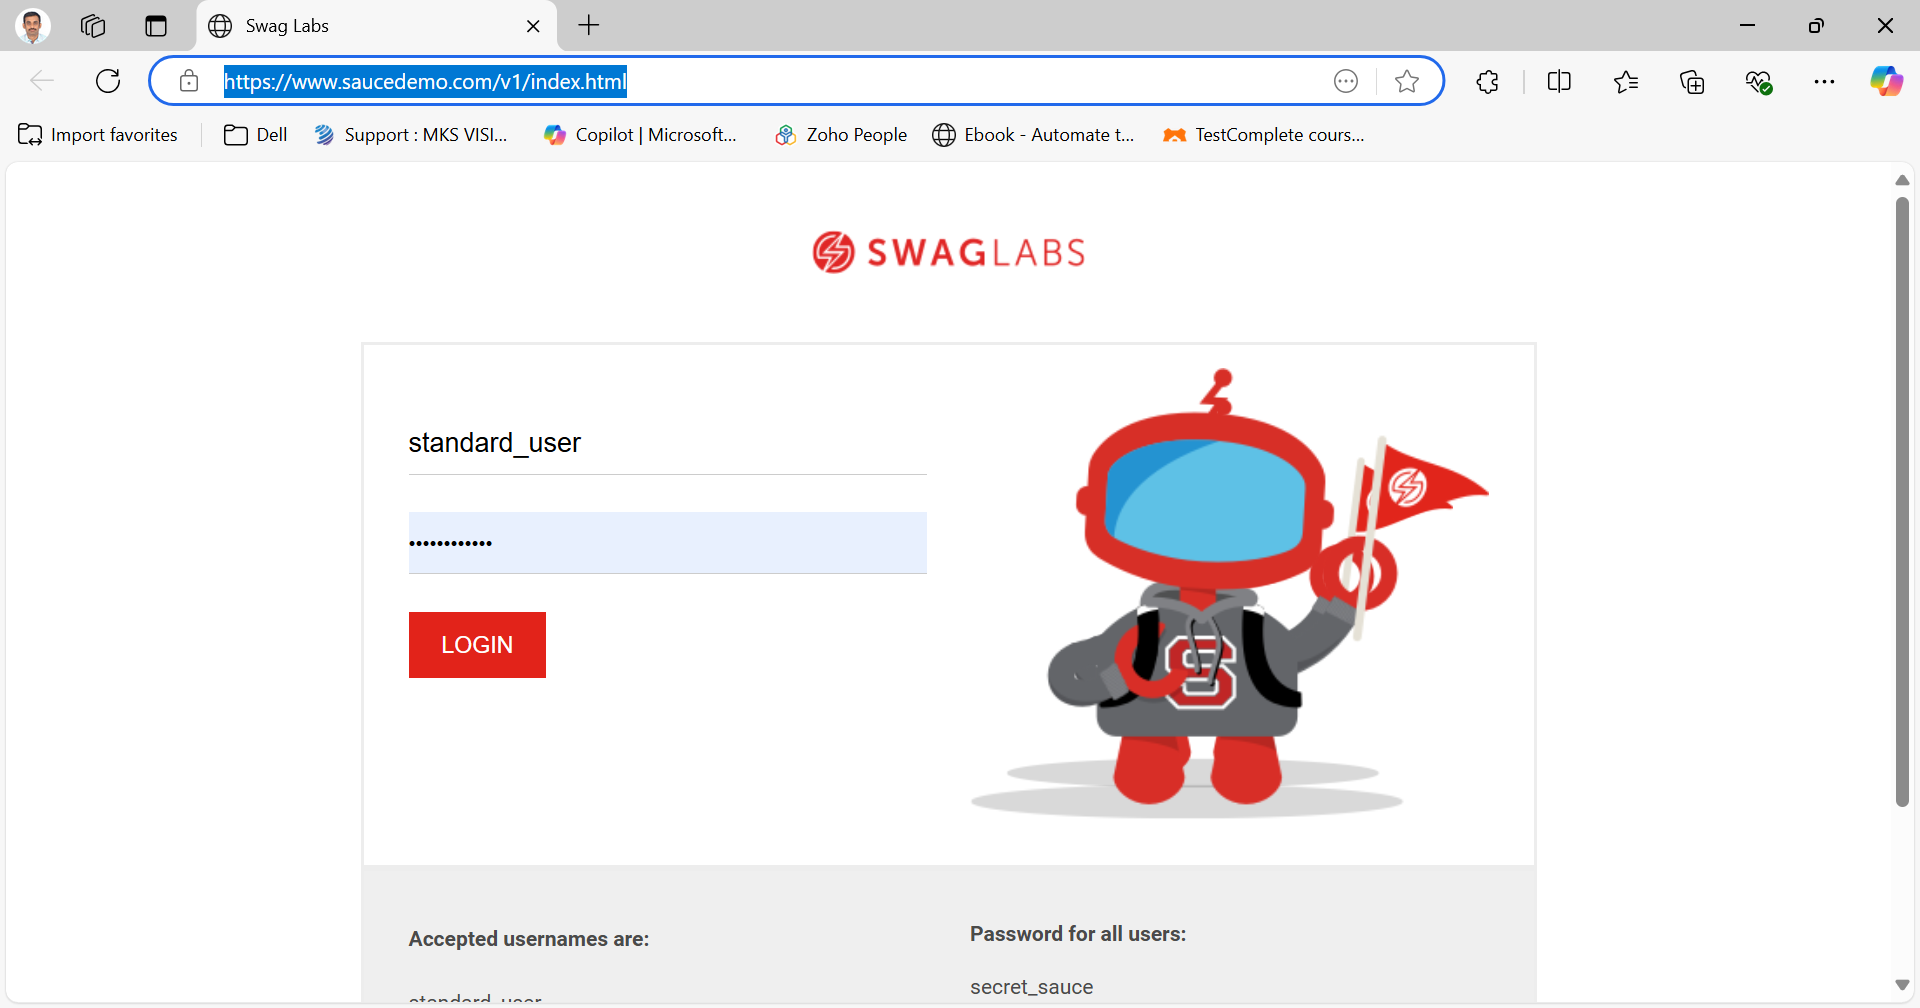 Swag Labs
https://www.saucedemo.com/v1/index.html
Import favorites
Dell
Support : MKS VISI...
Copilot | Microsoft...
Zoho People
Ebook - Automate t...
TestComplete cours...
SWAGLABS
standard_user
••••••••••••
LOGIN
S
Accepted usernames are:
standard_user
Password for all users:
secret_sauce